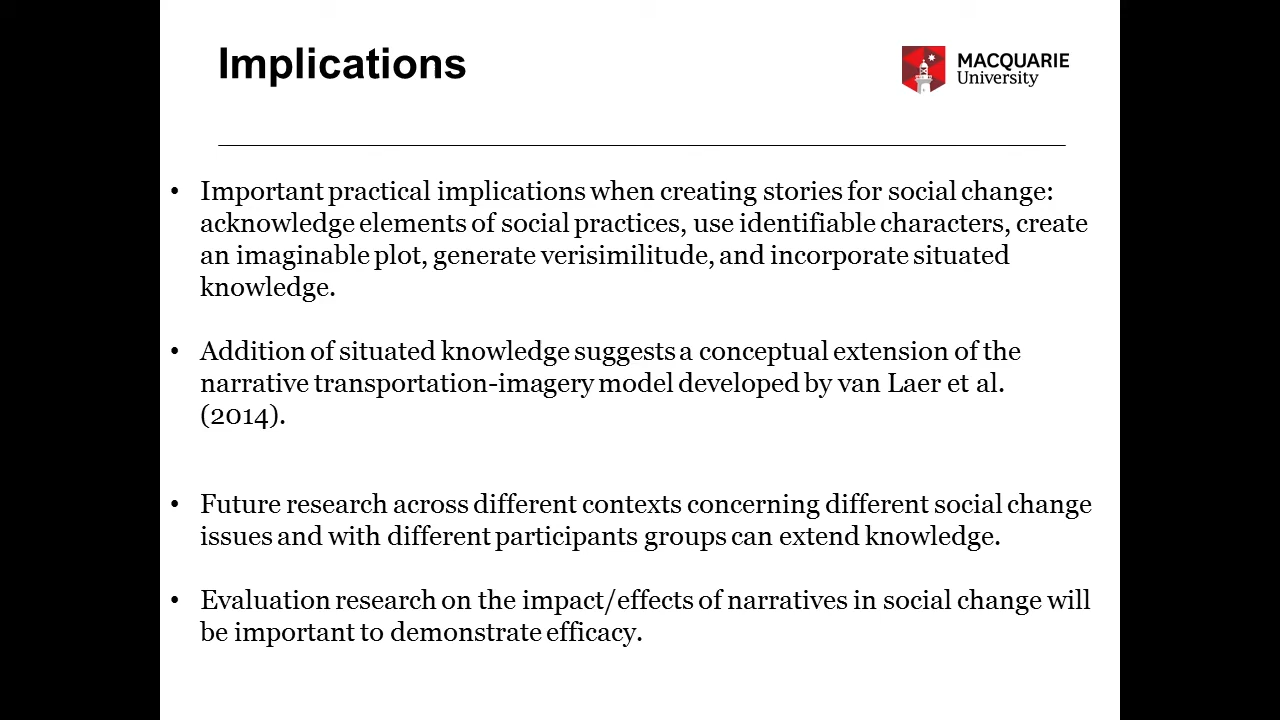 Implications
MACQUARIE
University
• Important practical implications when creating stories for social change:
acknowledge elements of social practices, use identifiable characters, create
an imaginable plot, generate verisimilitude, and incorporate situated
knowledge.
• Addition of situated knowledge suggests a conceptual extension of the
narrative transportation-imagery model developed by van Laer et al.
(2014).
• Future research across different contexts concerning different social change
issues and with different participants groups can extend knowledge.
• Evaluation research on the impact/effects of narratives in social change will
be important to demonstrate efficacy.